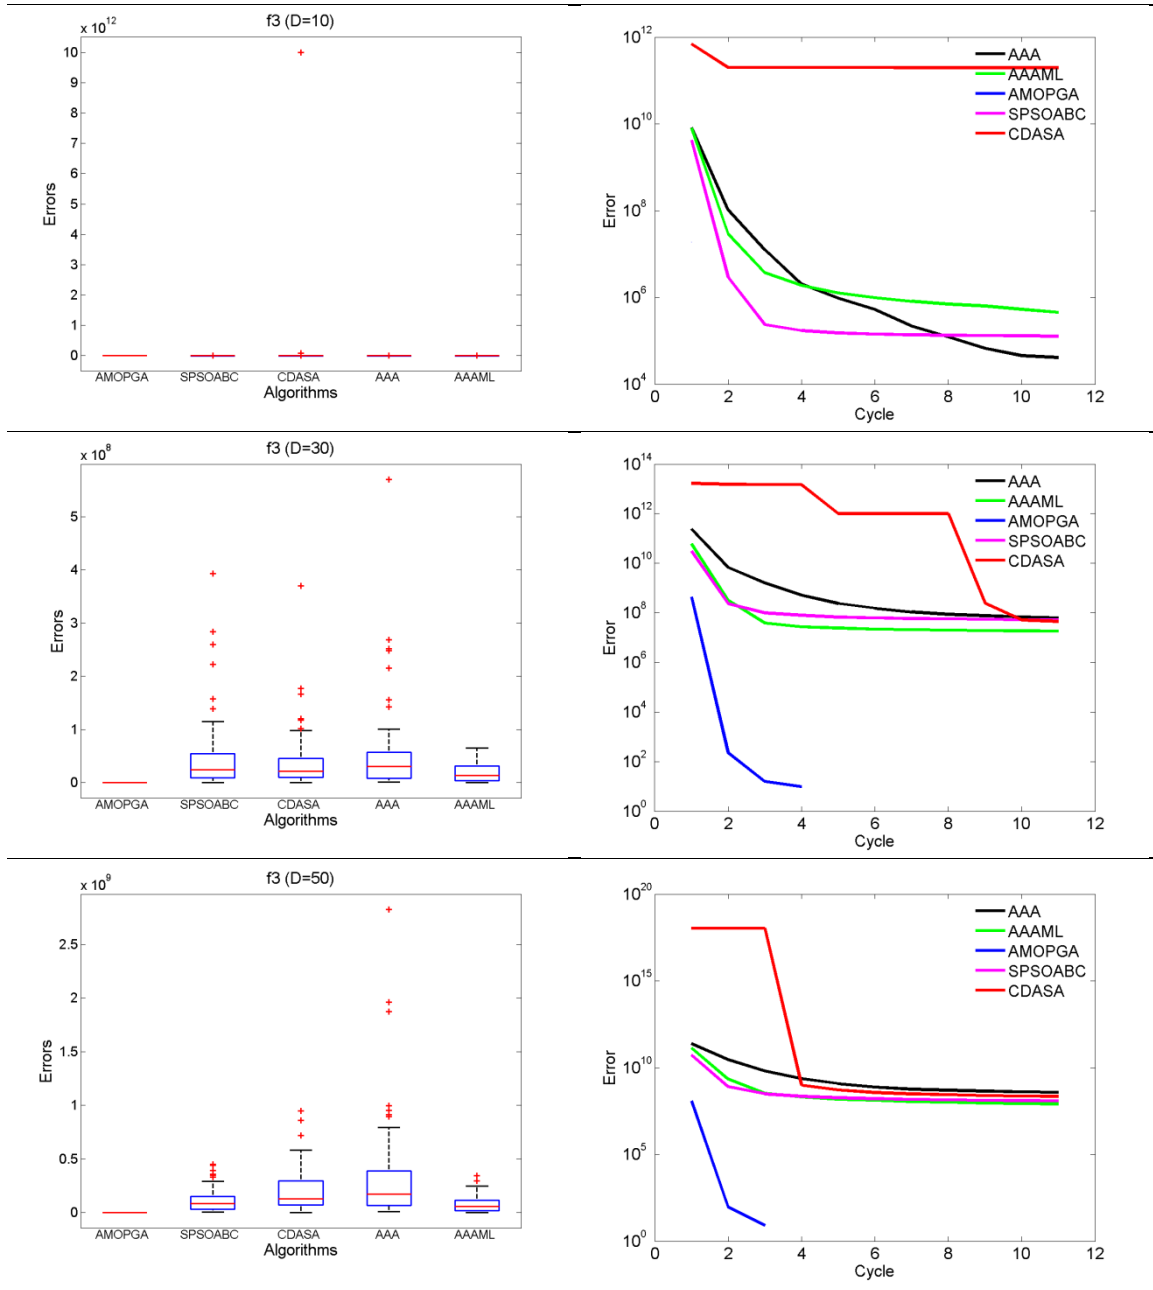 f3 (D=10)
x 10^12
Errors
10
9
8
7
6
5
4
3
2
1
0
AMOPGA SPSOABC CDASA AAA AAAML
Algorithms
10^12
10^10
10^8
10^6
10^4
Error
0 2 4 6 8 10 12
Cycle
AAA
AAAML
AMOPGA
SPSOABC
CDASA
f3 (D=30)
x 10^8
Errors
5
4
3
2
1
0
AMOPGA SPSOABC CDASA AAA AAAML
Algorithms
10^14
10^12
10^10
10^8
10^6
10^4
10^2
10^0
Error
0 2 4 6 8 10 12
Cycle
AAA
AAAML
AMOPGA
SPSOABC
CDASA
f3 (D=50)
x 10^9
Errors
2.5
2
1.5
1
0.5
0
AMOPGA SPSOABC CDASA AAA AAAML
Algorithms
10^20
10^15
10^10
10^5
10^0
Error
0 2 4 6 8 10 12
Cycle
AAA
AAAML
AMOPGA
SPSOABC
CDASA